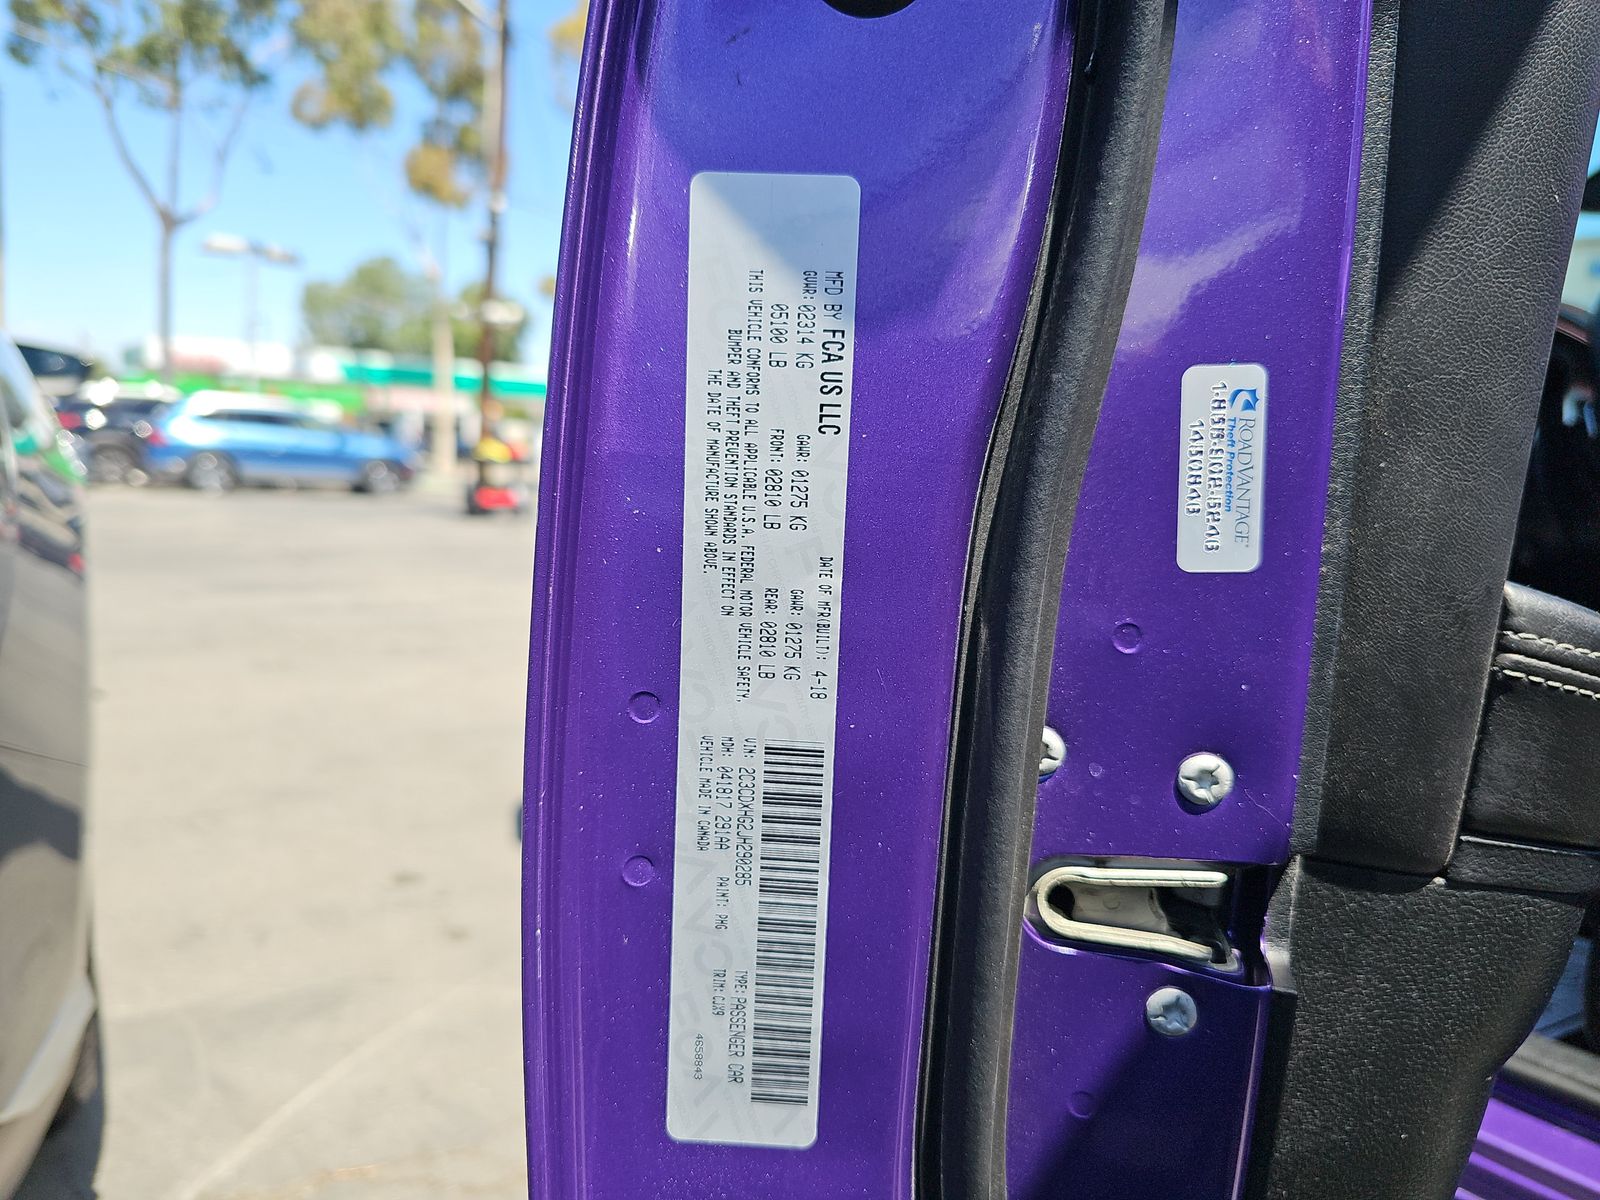 MFD BY FCA US LLC DATE OF MFR(BUILT): 4-18
GVWR: 02314 KG GAWR: 01275 KG GAWR: 01275 KG
05100 LB FRONT: 02810 LB REAR: 02810 LB
THIS VEHICLE CONFORMS TO ALL APPLICABLE U.S.A. FEDERAL MOTOR VEHICLE SAFETY,
BUMPER AND THEFT PREVENTION STANDARDS IN EFFECT ON
THE DATE OF MANUFACTURE SHOWN ABOVE.
VIN: 2C3CDXHG2JH290285 TYPE: PASSENGER CAR
MDH: 041817 291AA PAINT: PHG TRIM: CJX9
VEHICLE MADE IN CANADA 4658843
ROADVANTAGE®
Theft Protection